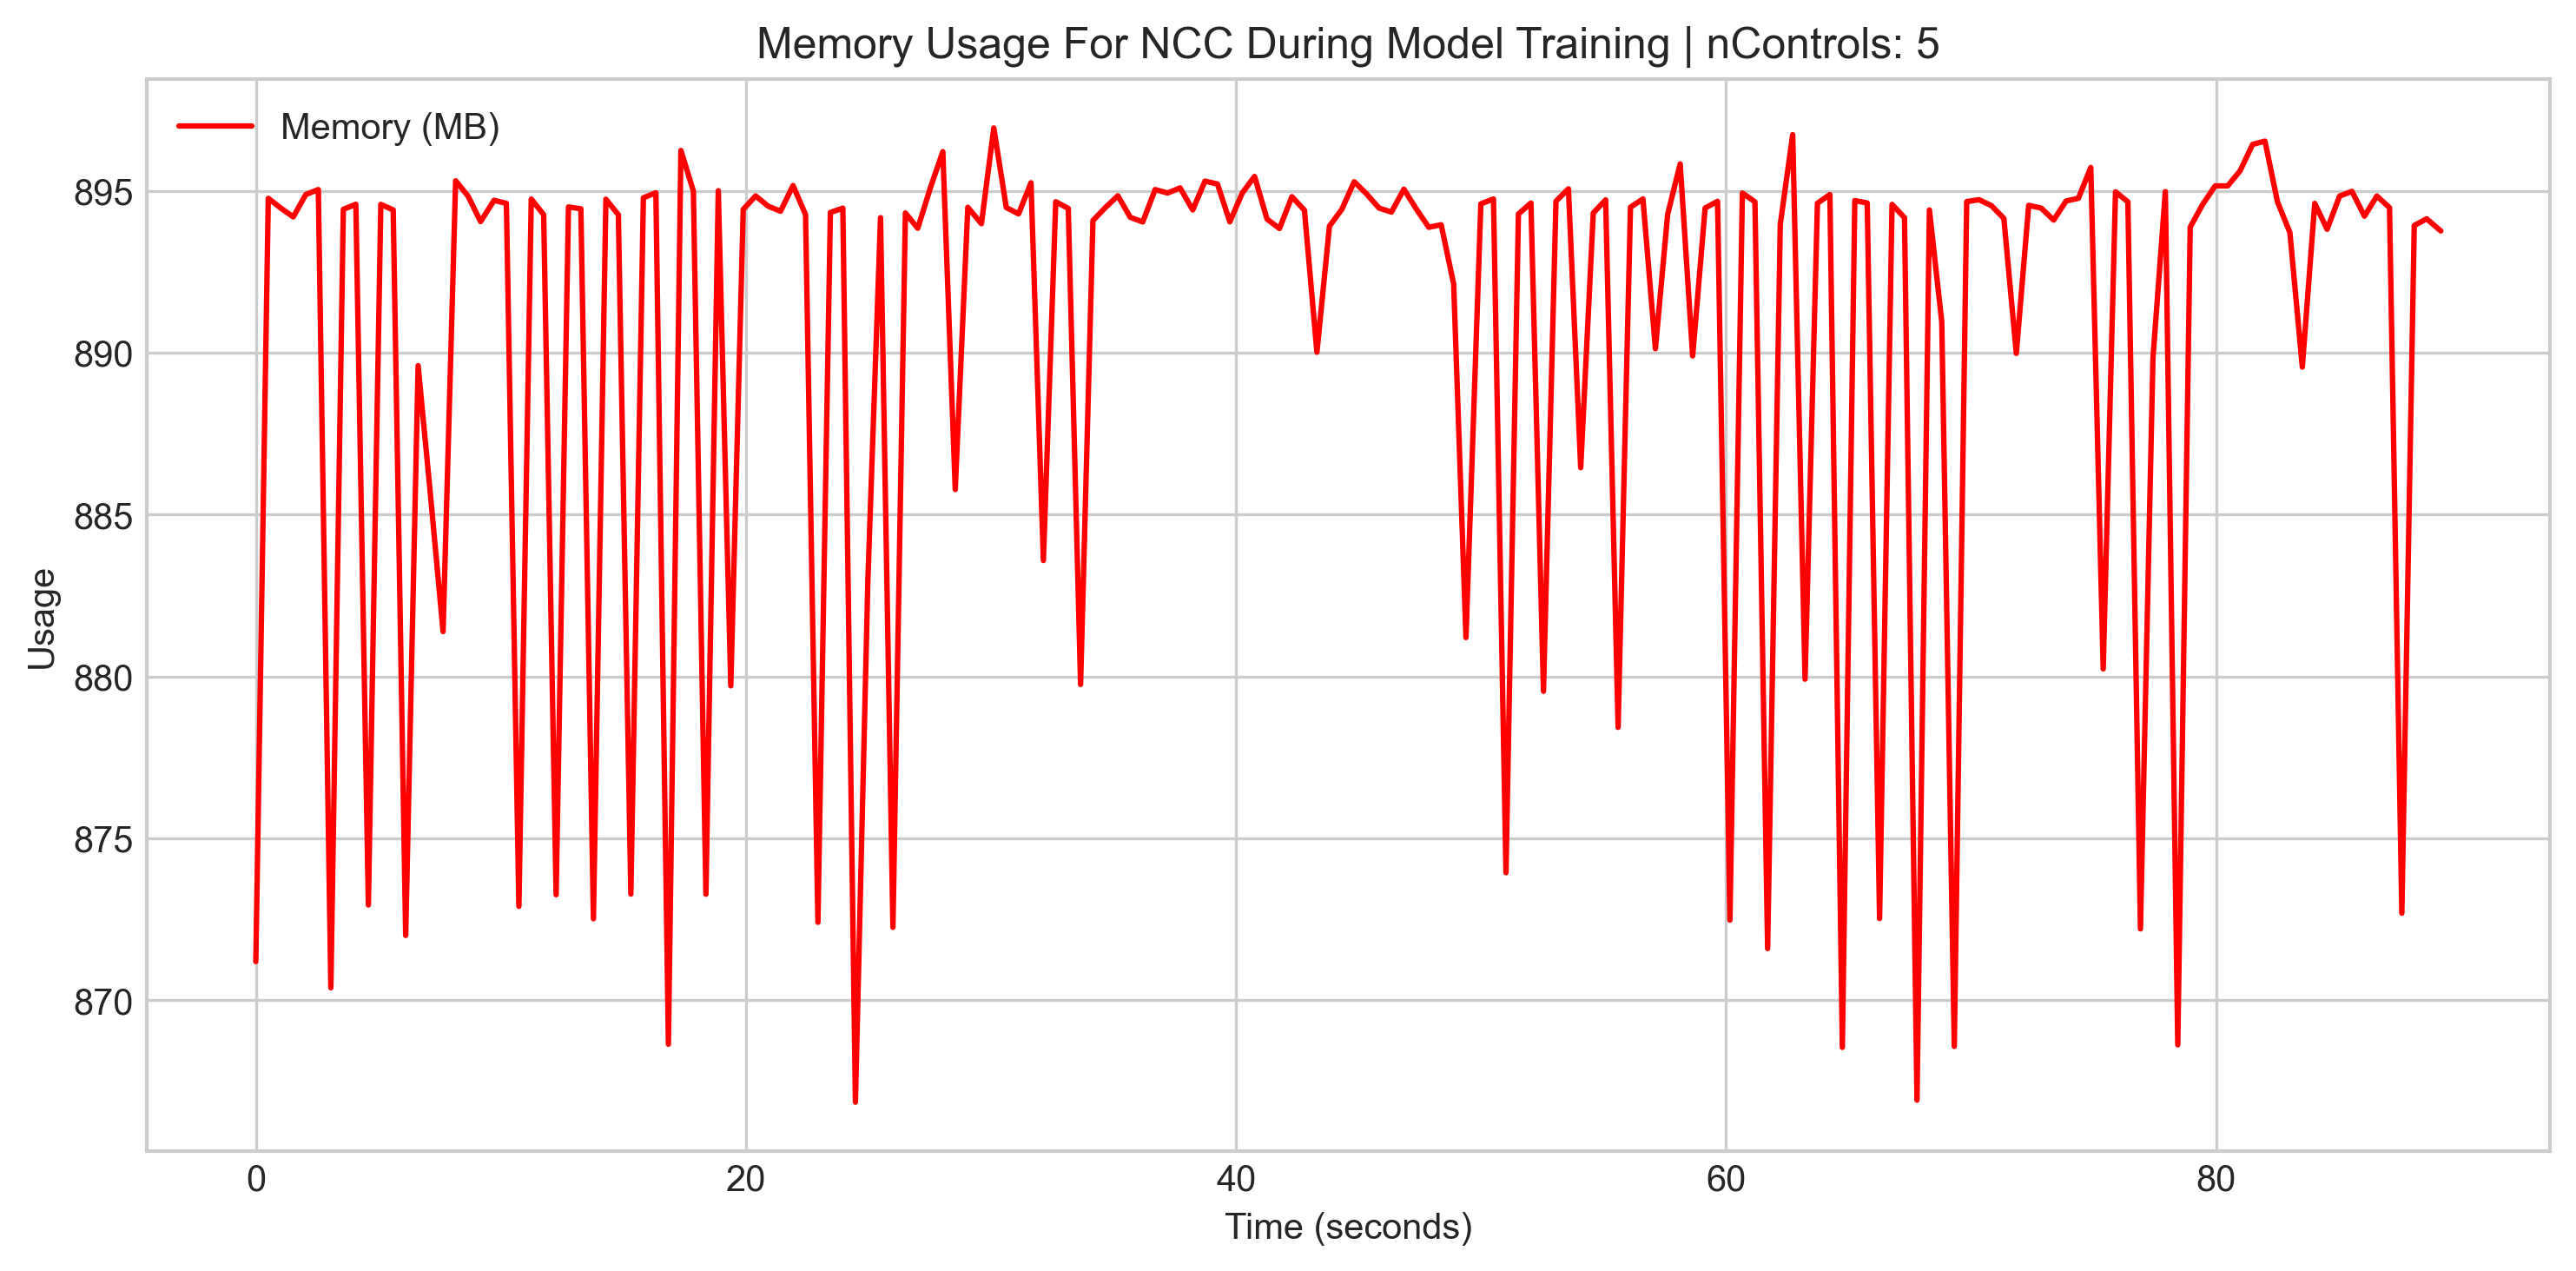 Memory Usage For NCC During Model Training | nControls: 5
Memory (MB)
895
890
885
880
875
870
Usage
0 20 40 60 80
Time (seconds)